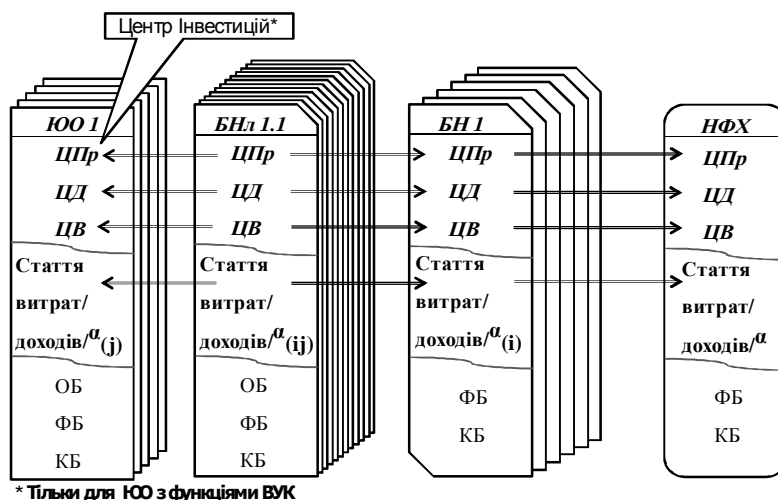 Центр Інвестицій*
ЮО 1
ЦПр
ЦД
ЦВ
Стаття
витрат/
доходів/α(j)
ОБ
ФБ
КБ
БНл 1.1
ЦПр
ЦД
ЦВ
Стаття
витрат/
доходів/α(ij)
ОБ
ФБ
КБ
БН 1
ЦПр
ЦД
ЦВ
Стаття
витрат/
доходів/α(i)
ФБ
КБ
НФХ
ЦПр
ЦД
ЦВ
Стаття
витрат/
доходів/α
ФБ
КБ
* Тільки для ЮО з функціями ВУК